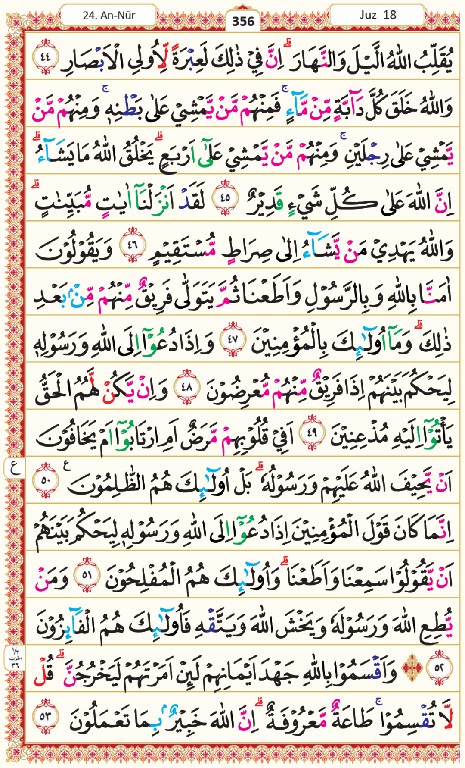 24. An-Nūr
356
Juz 18
يُقَلِّبُ اللّٰهُ الَّيۡلَ وَالنَّهَارَ‌ؕ اِنَّ فِىۡ ذٰلِكَ لَعِبۡرَةً لِّاُولِى الۡاَبۡصَارِ ٤٤
وَاللّٰهُ خَلَقَ كُلَّ دَآبَّةٍ مِّنۡ مَّآءٍ‌ۚ فَمِنۡهُمۡ مَّنۡ يَّمۡشِىۡ عَلٰى بَطۡنِهٖ‌ۚ وَمِنۡهُمۡ مَّنۡ
يَّمۡشِىۡ عَلٰى رِجۡلَيۡنِ‌ۚ وَمِنۡهُمۡ مَّنۡ يَّمۡشِىۡ عَلٰٓى اَرۡبَعٍ‌ؕ يَخۡلُقُ اللّٰهُ مَا يَشَآءُ‌ؕ
اِنَّ اللّٰهَ عَلٰى كُلِّ شَىۡءٍ قَدِيۡرٌ ٤٥ لَـقَدۡ اَنۡزَلۡنَاۤ اٰيٰتٍ مُّبَيِّنٰتٍ‌ؕ
وَاللّٰهُ يَهۡدِىۡ مَنۡ يَّشَآءُ اِلٰى صِرَاطٍ مُّسۡتَقِيۡمٍ ٤٦ وَيَقُوۡلُوۡنَ
اٰمَنَّا بِاللّٰهِ وَبِالرَّسُوۡلِ وَاَطَعۡنَا ثُمَّ يَتَوَلّٰى فَرِيۡقٌ مِّنۡهُمۡ مِّنۡۢ بَعۡدِ
ذٰلِكَ‌ؕ وَمَاۤ اُولٰٓٮِٕكَ بِالۡمُؤۡمِنِيۡنَ ٤٧ وَاِذَا دُعُوۡۤا اِلَى اللّٰهِ وَرَسُوۡلِهٖ
لِيَحۡكُمَ بَيۡنَهُمۡ اِذَا فَرِيۡقٌ مِّنۡهُمۡ مُّعۡرِضُوۡنَ ٤٨ وَاِنۡ يَّكُنۡ لَّهُمُ الۡحَـقُّ
يَاۡتُوۡۤا اِلَيۡهِ مُذۡعِنِيۡنَ ٤٩ اَفِىۡ قُلُوۡبِهِمۡ مَّرَضٌ اَمِ ارۡتَابُوۡۤا اَمۡ يَخَافُوۡنَ
اَنۡ يَّحِيۡفَ اللّٰهُ عَلَيۡهِمۡ وَرَسُوۡلُهٗ‌ؕ بَلۡ اُولٰٓٮِٕكَ هُمُ الظّٰلِمُوۡنَ ع ٥٠
ع
اِنَّمَا كَانَ قَوۡلَ الۡمُؤۡمِنِيۡنَ اِذَا دُعُوۡۤا اِلَى اللّٰهِ وَرَسُوۡلِهٖ لِيَحۡكُمَ بَيۡنَهُمۡ
اَنۡ يَّقُوۡلُوۡا سَمِعۡنَا وَاَطَعۡنَا‌ؕ وَاُولٰٓٮِٕكَ هُمُ الۡمُفۡلِحُوۡنَ ٥١ وَمَنۡ
يُّطِعِ اللّٰهَ وَرَسُوۡلَهٗ وَيَخۡشَ اللّٰهَ وَيَتَّقۡهِ فَاُولٰٓٮِٕكَ هُمُ الۡفَآٮِٕزُوۡنَ
٥٢ وَاَقۡسَمُوۡا بِاللّٰهِ جَهۡدَ اَيۡمَانِهِمۡ لَٮِٕنۡ اَمَرۡتَهُمۡ لَيَخۡرُجُنَّ‌ؕ قُلْ
لَّا تُقۡسِمُوۡا‌ۚ طَاعَةٌ مَّعۡرُوۡفَةٌ‌ؕ اِنَّ اللّٰهَ خَبِيۡرٌۢ بِمَا تَعۡمَلُوۡنَ ٥٣